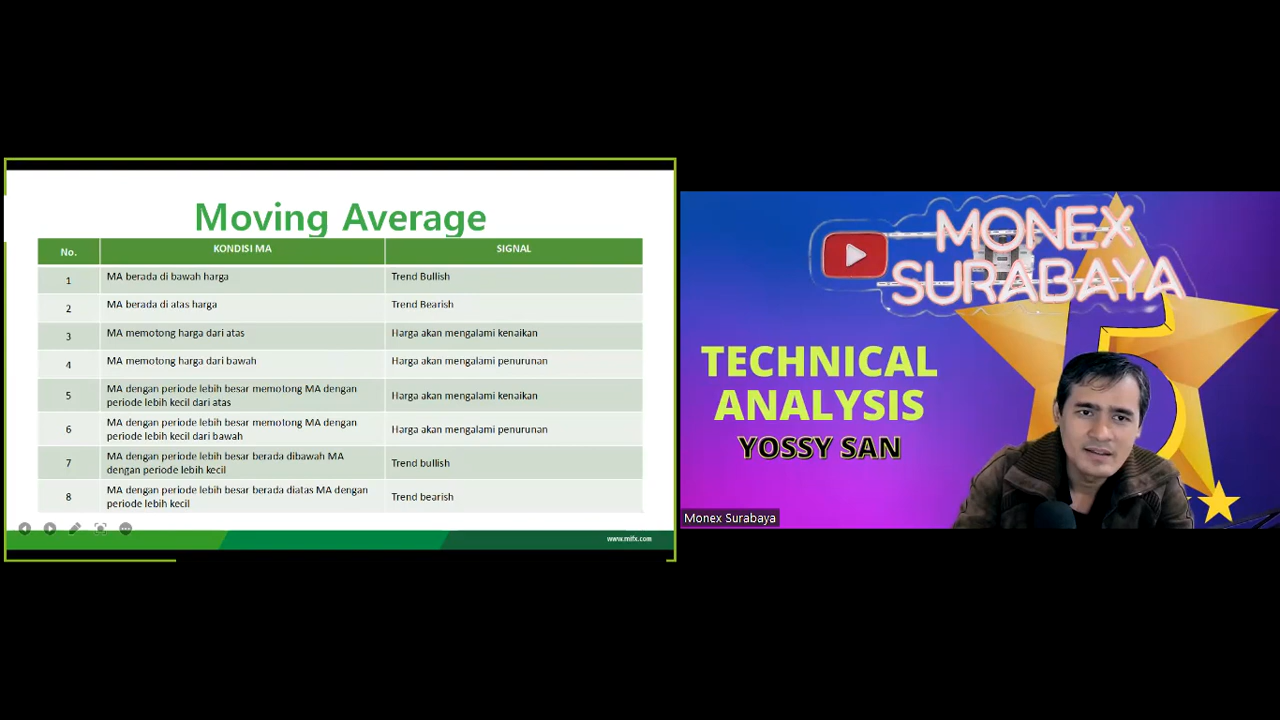 Moving Average
No. KONDISI MA SIGNAL
1 MA berada di bawah harga Trend Bullish
2 MA berada di atas harga Trend Bearish
3 MA memotong harga dari atas Harga akan mengalami kenaikan
4 MA memotong harga dari bawah Harga akan mengalami penurunan
5 MA dengan periode lebih besar memotong MA dengan
periode lebih kecil dari atas Harga akan mengalami kenaikan
6 MA dengan periode lebih besar memotong MA dengan
periode lebih kecil dari bawah Harga akan mengalami penurunan
7 MA dengan periode lebih besar berada dibawah MA
dengan periode lebih kecil Trend bullish
8 MA dengan periode lebih besar berada diatas MA dengan
periode lebih kecil Trend bearish
www.mifx.com
MONEX
SURABAYA
5
TECHNICAL
ANALYSIS
YOSSY SAN
Monex Surabaya